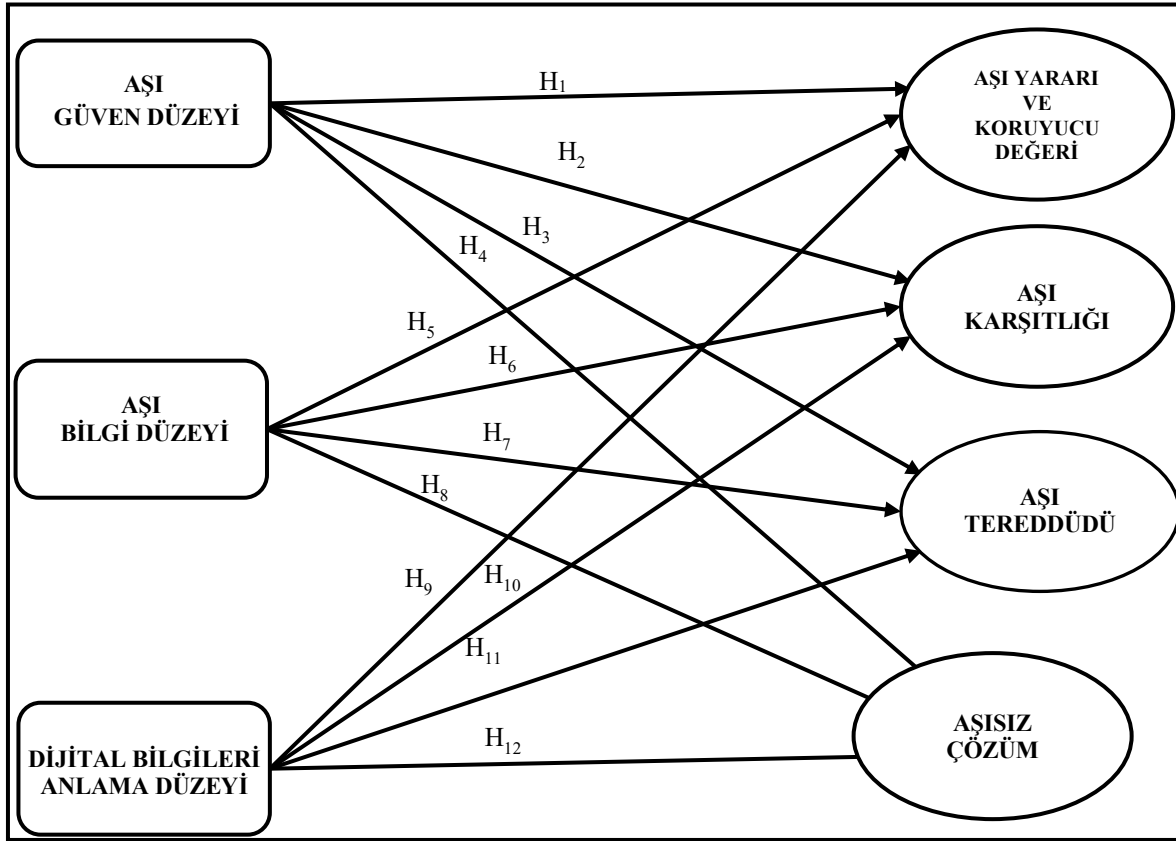 AŞI
GÜVEN DÜZEYİ
H1
AŞI YARARI
VE
KORUYUCU
DEĞERİ
H2
H3
H4
AŞI
KARŞITLIĞI
H5
H6
AŞI
BİLGİ DÜZEYİ
H7
H8
AŞI
TEREDDÜDÜ
H9
H10
H11
DİJİTAL BİLGİLERİ
ANLAMA DÜZEYİ
H12
AŞISIZ
ÇÖZÜM